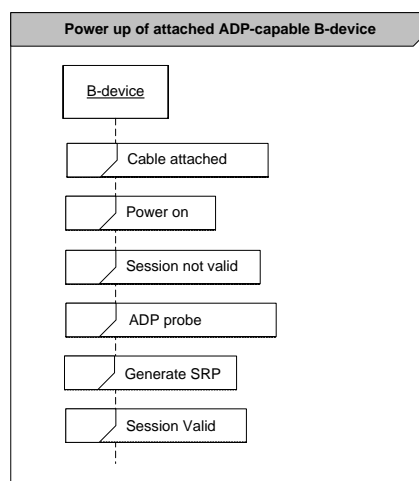 Power up of attached ADP-capable B-device
B-device
Cable attached
Power on
Session not valid
ADP probe
Generate SRP
Session Valid